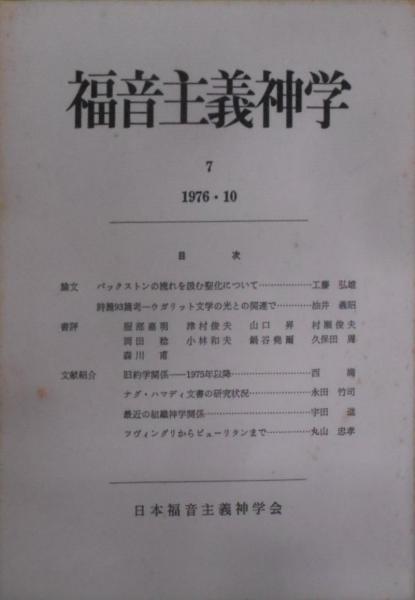 福音主義神学
7
1976・10
目次
論文 バックストンの流れを汲む聖化について………………工藤 弘雄
詩篇93篇考―ウガリット文学の光との関連で…………油井 義昭
書評 服部嘉明 津村俊夫 山口 昇 村瀬俊夫
岡田 稔 小林和夫 鍋谷堯爾 久保田 周
森川 甫
文献紹介 旧約学関係――1975年以降……………………西 満
ナグ・ハマディ文書の研究状況……………………永田 竹司
最近の組織神学関係……………………宇田 進
ツヴィングリからピューリタンまで………………丸山 忠孝
日本福音主義神学会